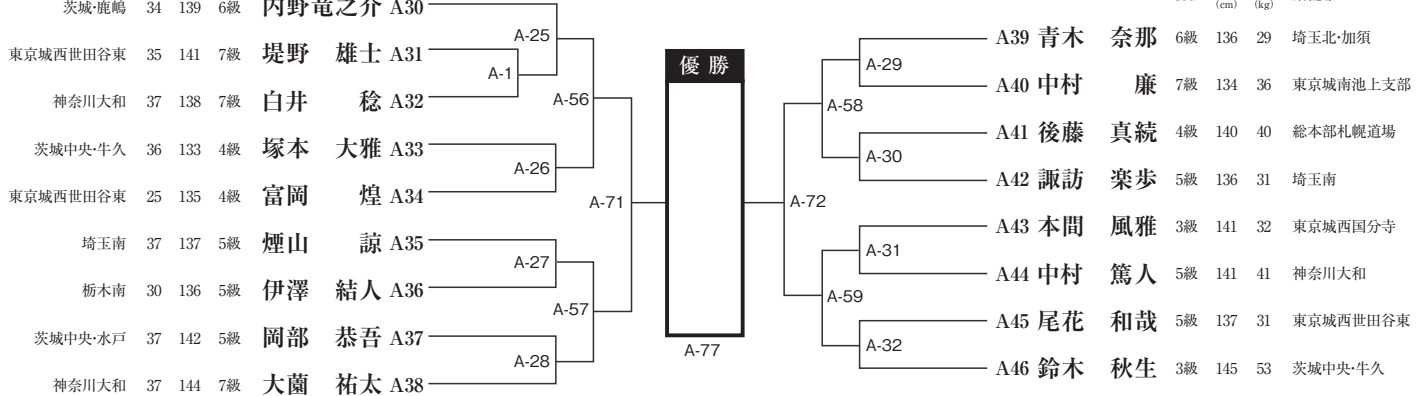 茨城・鹿嶋 34 139 6級 内野竜之介 A30
東京城西世田谷東 35 141 7級 堤野 雄士 A31
神奈川大和 37 138 7級 白井 稔 A32
茨城中央・牛久 36 133 4級 塚本 大雅 A33
東京城西世田谷東 25 135 4級 富岡 煌 A34
埼玉南 37 137 5級 煙山 諒 A35
栃木南 30 136 5級 伊澤 結人 A36
茨城中央・水戸 37 142 5級 岡部 恭吾 A37
神奈川大和 37 144 7級 大薗 祐太 A38
A-25
A-1
A-56
A-26
A-71
A-27
A-57
A-28
優勝
A-77
(cm) (kg)
A39 青木 奈那 6級 136 29 埼玉北・加須
A40 中村 廉 7級 134 36 東京城南池上支部
A41 後藤 真続 4級 140 40 総本部札幌道場
A42 諏訪 楽歩 5級 136 31 埼玉南
A43 本間 風雅 3級 141 32 東京城西国分寺
A44 中村 篤人 5級 141 41 神奈川大和
A45 尾花 和哉 5級 137 31 東京城西世田谷東
A46 鈴木 秋生 3級 145 53 茨城中央・牛久
A-29
A-58
A-30
A-72
A-31
A-59
A-32